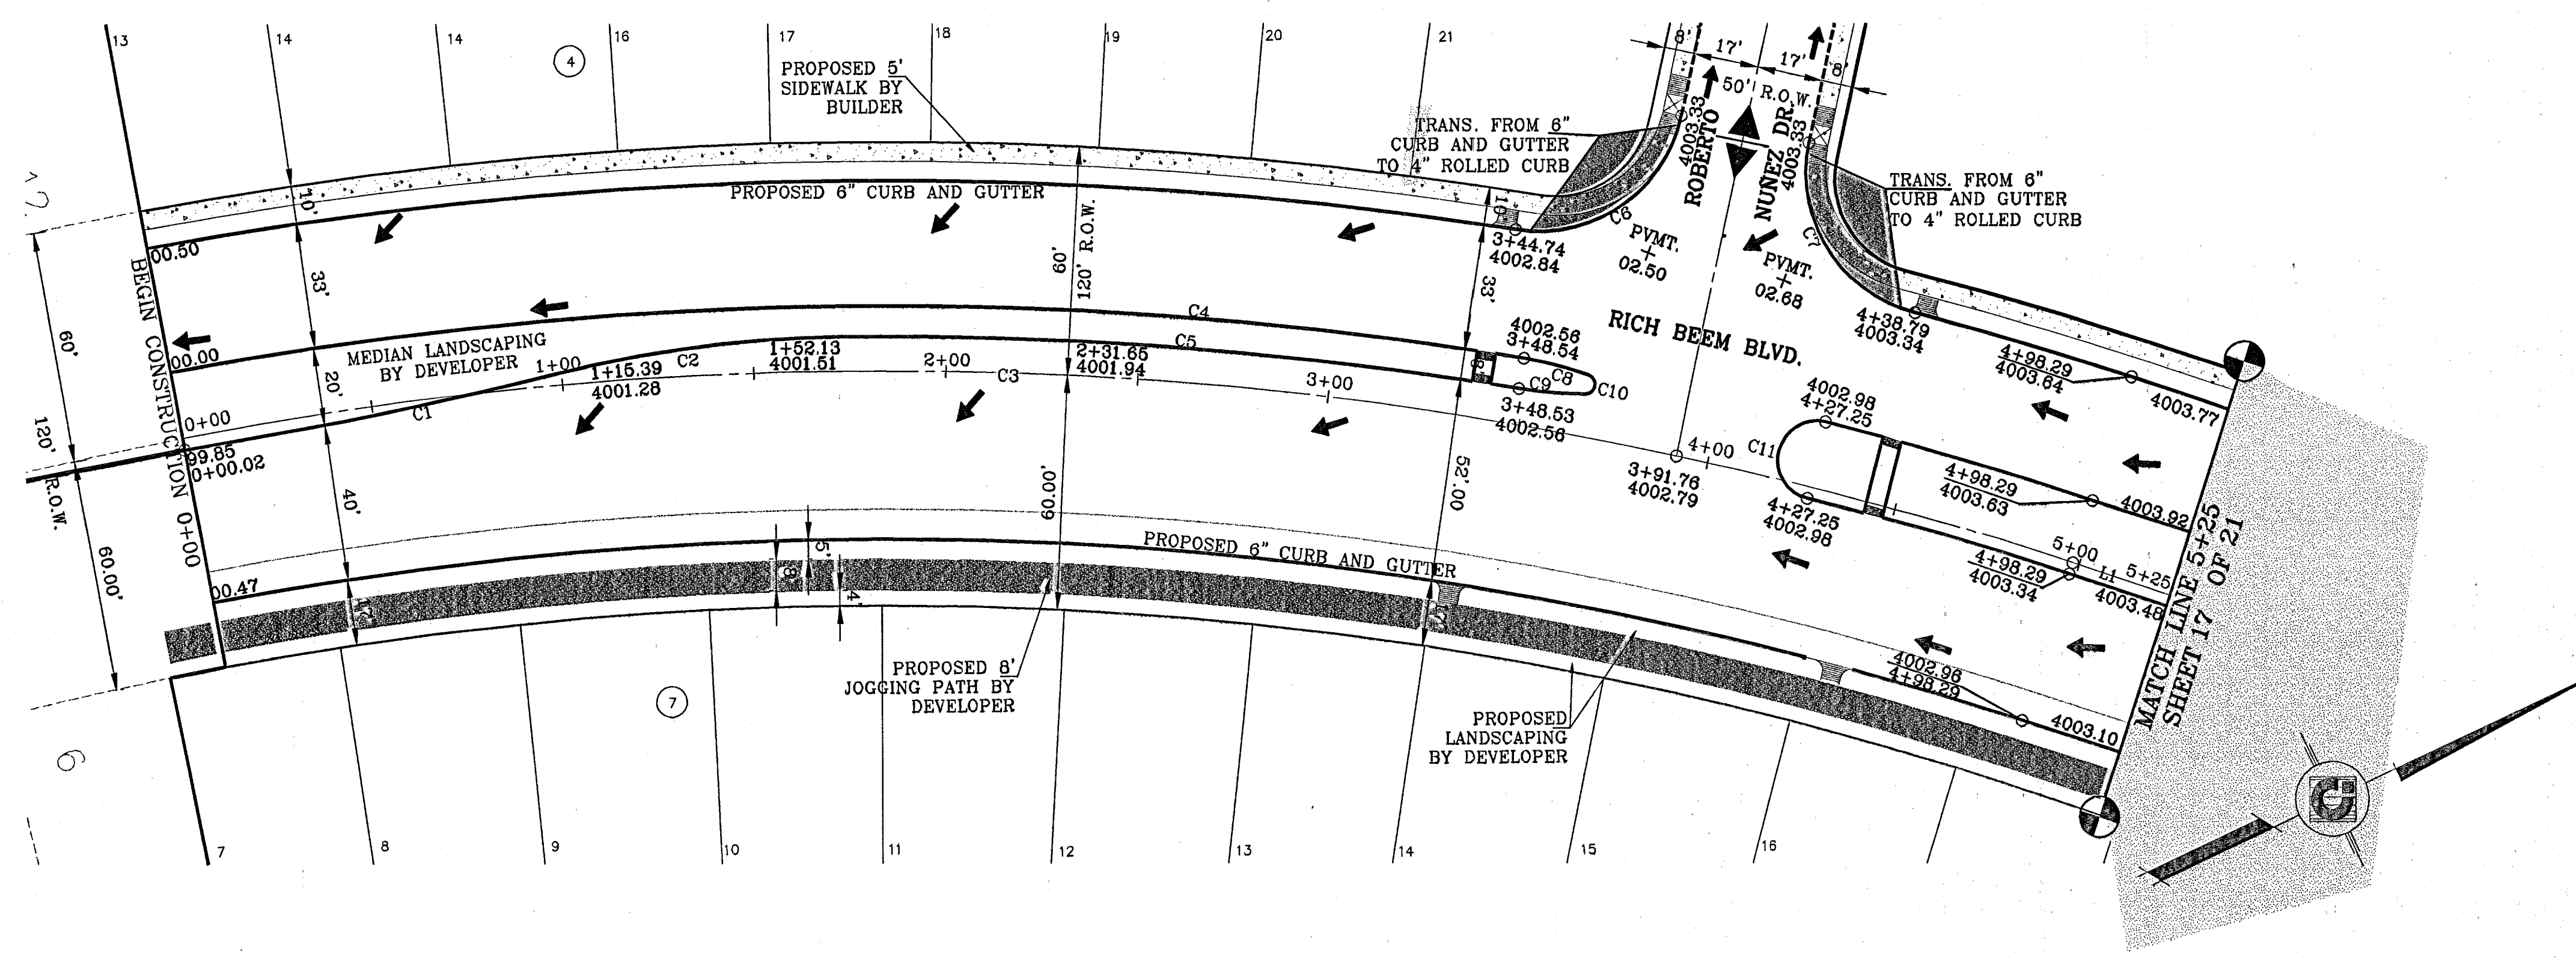 13
14
14
16
17
18
19
20
21
4
PROPOSED 5'
SIDEWALK BY
BUILDER
TRANS. FROM 6"
CURB AND GUTTER
TO 4" ROLLED CURB
8'
17'
17'
8'
50' R.O.W.
4003.33
ROBERTO
NUÑEZ DR.
4003.33
TRANS. FROM 6"
CURB AND GUTTER
TO 4" ROLLED CURB
PROPOSED 6" CURB AND GUTTER
10'
00.50
BEGIN CONSTRUCTION 0+00
33'
60'
120' R.O.W.
C4
10'
3+44.74
4002.84
C6
PVMT.
+
02.50
C7
PVMT.
+
02.68
4+38.79
4003.34
RICH BEEM BLVD.
33'
00.00
MEDIAN LANDSCAPING
BY DEVELOPER
20'
1+00
1+15.39
4001.28
C2
1+52.13
4001.51
2+00
2+31.65
4001.94
C5
C3
3+00
8'
4002.56
3+48.54
C8
C9
C10
3+48.53
4002.56
4+98.29
4003.64
4003.77
4002.98
4+27.25
60'
120'
R.O.W.
60.00'
0+00
C1
99.85
0+00.02
40'
60.00'
52'.00
3+91.76
4002.79
4+00
C11
4+27.25
4002.98
4+98.29
4003.63
4003.92
5+00
4+98.29
4003.34
L1
5+25
4003.48
MATCH LINE 5+25
SHEET 17 OF 21
PROPOSED 6" CURB AND GUTTER
00.47
17'
5'
8'
4'
17'
4002.96
4+98.29
4003.10
PROPOSED 8'
JOGGING PATH BY
DEVELOPER
PROPOSED
LANDSCAPING
BY DEVELOPER
7
6
7
8
9
10
11
12
13
14
15
16